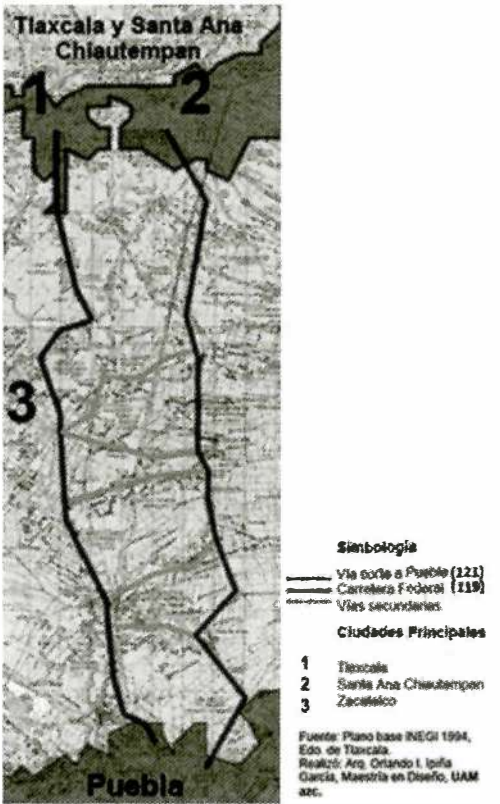 Tlaxcala y Santa Ana
Chiautempan
1
2
3
Puebla
Simbología
Vía corta a Puebla (121)
Carretera Federal (119)
Vías secundarias
Ciudades Principales
1 Tlaxcala
2 Santa Ana Chiautempan
3 Zacatelco
Fuente: Plano base INEGI 1994,
Edo. de Tlaxcala.
Realizó: Arq. Orlando I. Ipiña
García, Maestría en Diseño, UAM
azc.